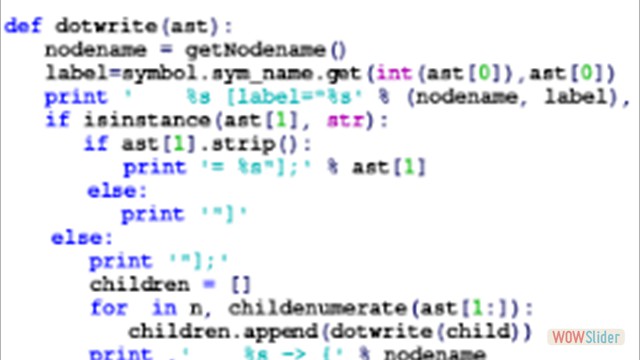 def dotwrite(ast):
    nodename = getNodename()
    label=symbol.sym_name.get(int(ast[0]),ast[0])
    print '    %s [label="%s' % (nodename, label),
    if isinstance(ast[1], str):
        if ast[1].strip():
            print '= %s"];' % ast[1]
        else:
            print '"]'
    else:
        print '"];'
        children = []
        for  in n, childenumerate(ast[1:]):
            children.append(dotwrite(child))
        print ,'    %s -> {' % nodename
WOWSlider